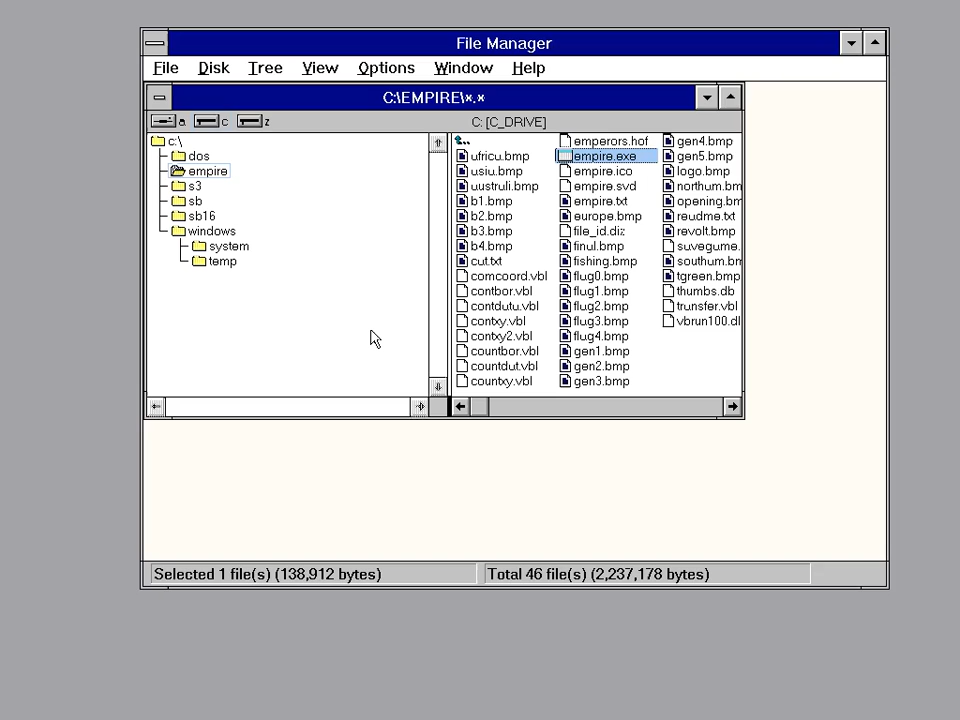 File Manager
File Disk Tree View Options Window Help
C:\EMPIRE\*.*
a c z C: [C_DRIVE]
c:\
dos
empire
s3
sb
sb16
windows
system
temp
..
ufricu.bmp
usiu.bmp
uustruli.bmp
b1.bmp
b2.bmp
b3.bmp
b4.bmp
cut.txt
comcoord.vbl
contbor.vbl
contdutu.vbl
contxy.vbl
contxy2.vbl
countbor.vbl
countdut.vbl
countxy.vbl
emperors.hof
empire.exe
empire.ico
empire.svd
empire.txt
europe.bmp
file_id.diz
finul.bmp
fishing.bmp
flug0.bmp
flug1.bmp
flug2.bmp
flug3.bmp
flug4.bmp
gen1.bmp
gen2.bmp
gen3.bmp
gen4.bmp
gen5.bmp
logo.bmp
northum.bm
opening.bm
reudme.txt
revolt.bmp
suvegume.
southum.br
tgreen.bmp
thumbs.db
trunsfer.vbl
vbrun100.dl
Selected 1 file(s) (138,912 bytes) Total 46 file(s) (2,237,178 bytes)